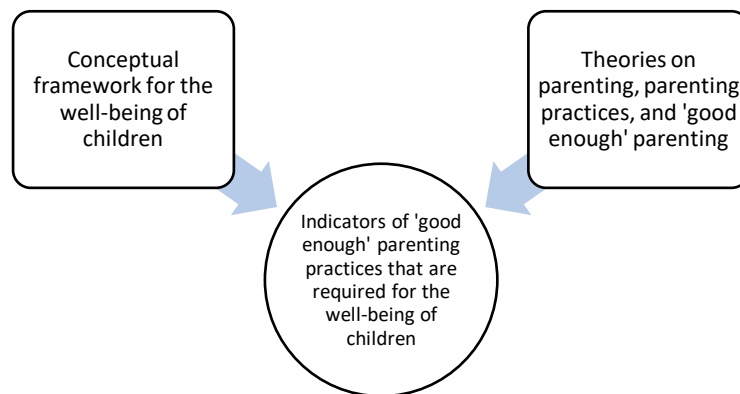 Conceptual
framework for the
well-being of
children
Theories on
parenting, parenting
practices, and 'good
enough' parenting
Indicators of 'good
enough' parenting
practices that are
required for the
well-being of
children